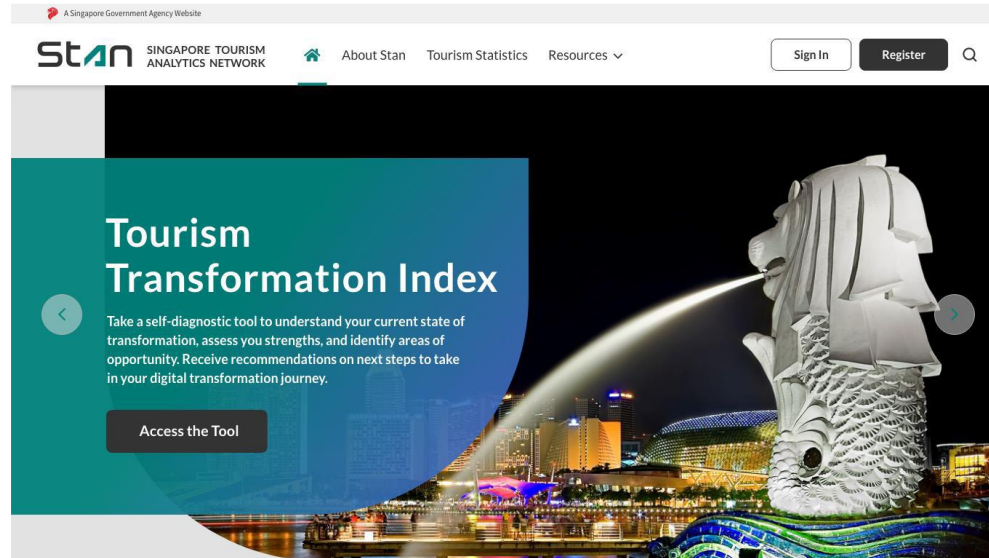 A Singapore Government Agency Website
Stan
SINGAPORE TOURISM
ANALYTICS NETWORK
About Stan
Tourism Statistics
Resources
Sign In
Register
Tourism
Transformation Index
Take a self-diagnostic tool to understand your current state of
transformation, assess you strengths, and identify areas of
opportunity. Receive recommendations on next steps to take
in your digital transformation journey.
Access the Tool